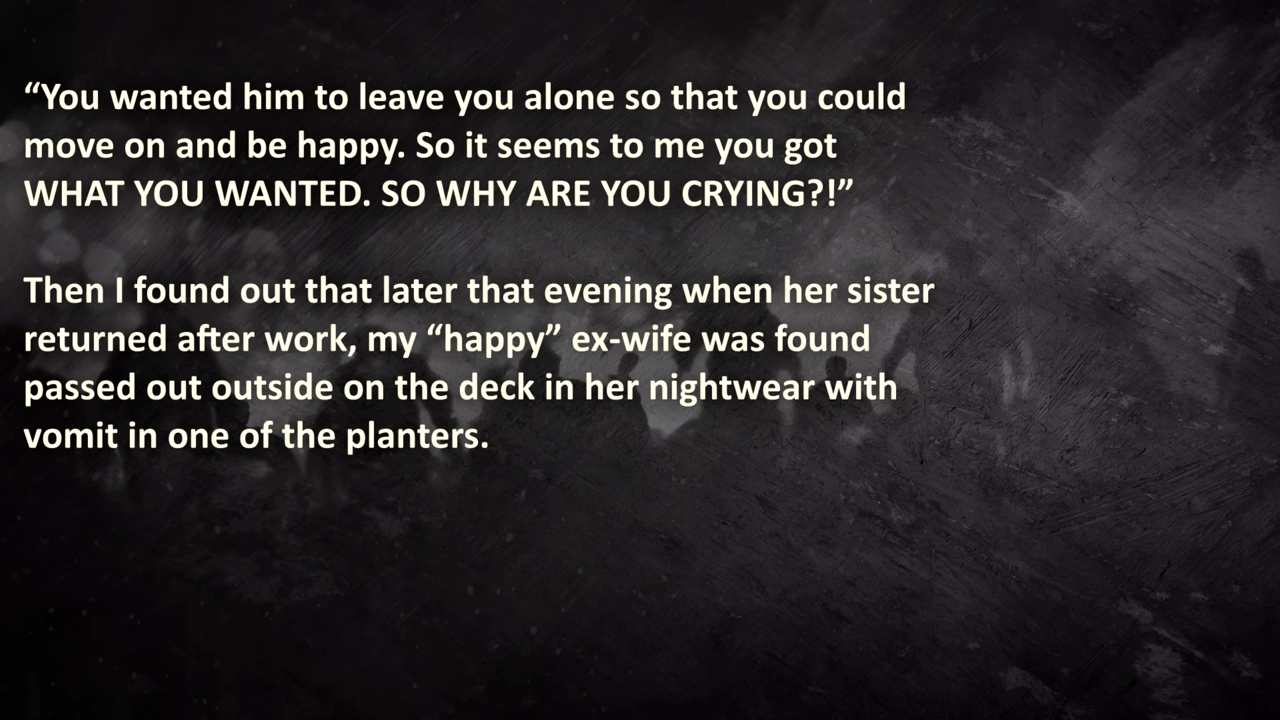 “You wanted him to leave you alone so that you could
move on and be happy. So it seems to me you got
WHAT YOU WANTED. SO WHY ARE YOU CRYING?!”
Then I found out that later that evening when her sister
returned after work, my “happy” ex-wife was found
passed out outside on the deck in her nightwear with
vomit in one of the planters.